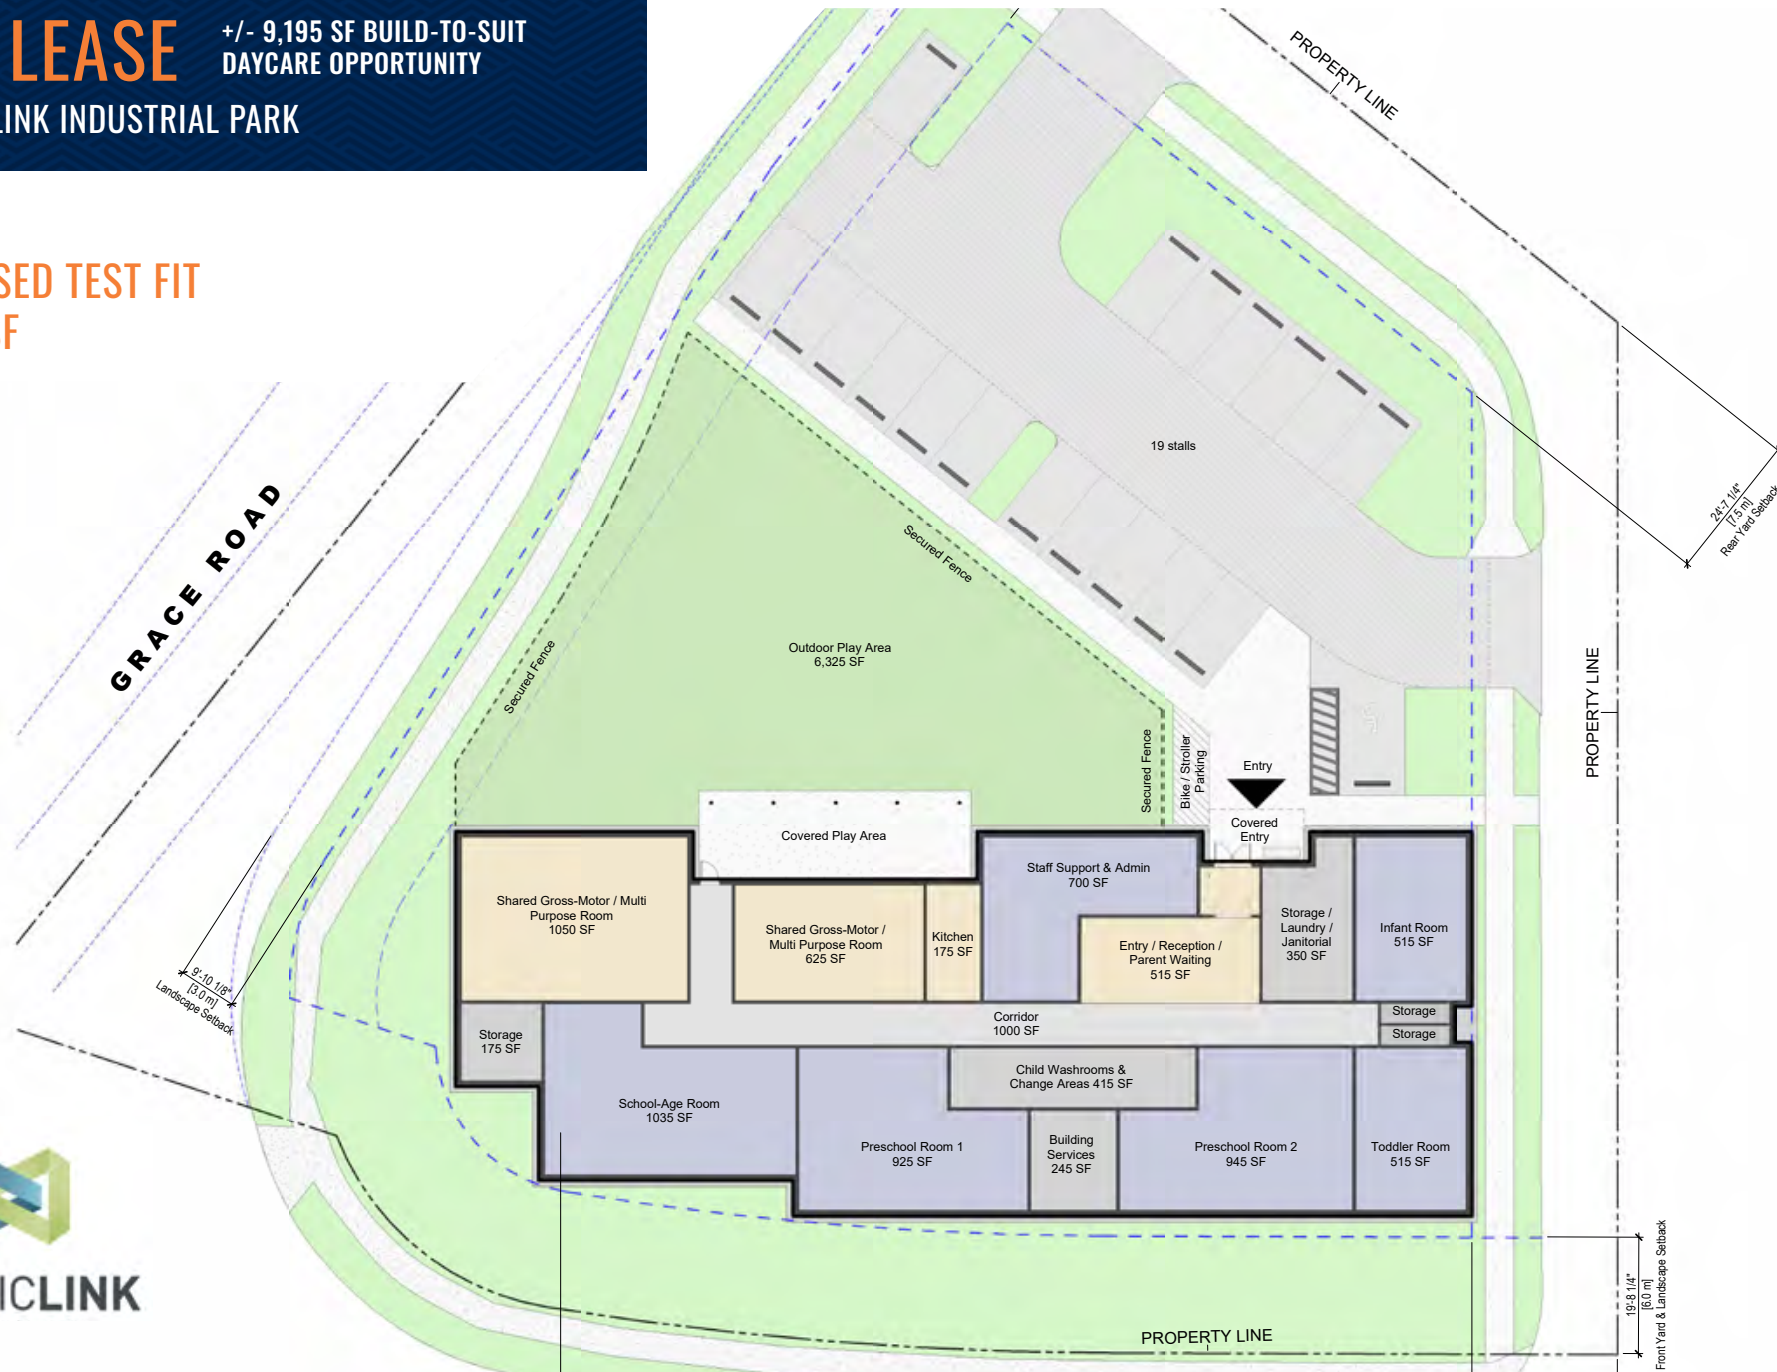 LEASE
+/- 9,195 SF BUILD-TO-SUIT
DAYCARE OPPORTUNITY
LINK INDUSTRIAL PARK
SED TEST FIT
SF
PROPERTY LINE
GRACE ROAD
19 stalls
24'-7 1/4"
[7.5 m]
Rear Yard Setback
Secured Fence
Secured Fence
Outdoor Play Area
6,325 SF
Secured Fence
Bike / Stroller
Parking
Entry
Covered
Entry
PROPERTY LINE
Covered Play Area
Shared Gross-Motor / Multi
Purpose Room
1050 SF
Shared Gross-Motor /
Multi Purpose Room
625 SF
Kitchen
175 SF
Staff Support & Admin
700 SF
Entry / Reception /
Parent Waiting
515 SF
Storage /
Laundry /
Janitorial
350 SF
Infant Room
515 SF
9'-10 1/8"
[3.0 m]
Landscape Setback
Storage
175 SF
Corridor
1000 SF
Storage
Storage
School-Age Room
1035 SF
Child Washrooms &
Change Areas 415 SF
Preschool Room 1
925 SF
Building
Services
245 SF
Preschool Room 2
945 SF
Toddler Room
515 SF
ICLINK
PROPERTY LINE
19'-8 1/4"
[6.0 m]
Front Yard & Landscape Setback